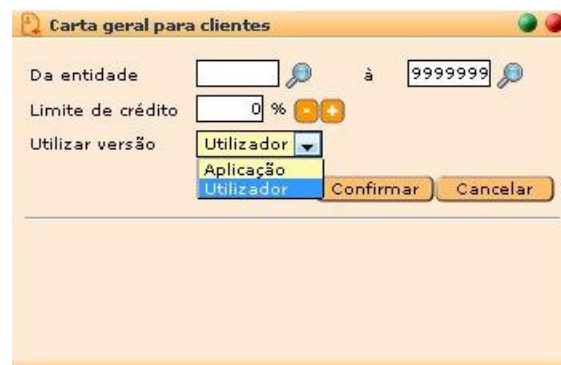 Carta geral para clientes
Da entidade à 9999999
Limite de crédito 0 %
Utilizar versão Utilizador
Aplicação
Utilizador Confirmar Cancelar